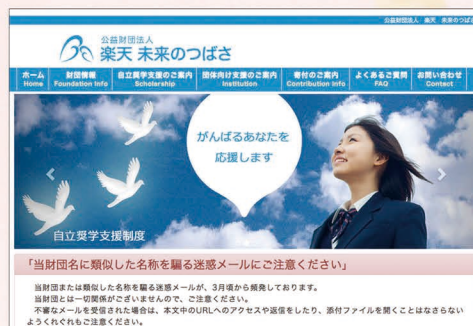 公益財団法人 楽天 未来のつばさ
公益財団法人
楽天 未来のつばさ
ホーム 財団情報 自立奨学支援のご案内 団体向け支援のご案内 寄付のご案内 よくあるご質問 お問い合わせ
Home Foundation Info Scholarship Institution Contribution Info FAQ Contact
がんばるあなたを
応援します
自立奨学支援制度
「当財団名に類似した名称を騙る迷惑メールにご注意ください」
当財団または類似した名称を騙る迷惑メールが、3月頃から頻発しております。
当財団とは一切関係がございませんので、ご注意ください。
不審なメールを受信された場合は、本文中のURLへのアクセスや返信をしたり、添付ファイルを開くことはなさらない
ようくれぐれもご注意ください。